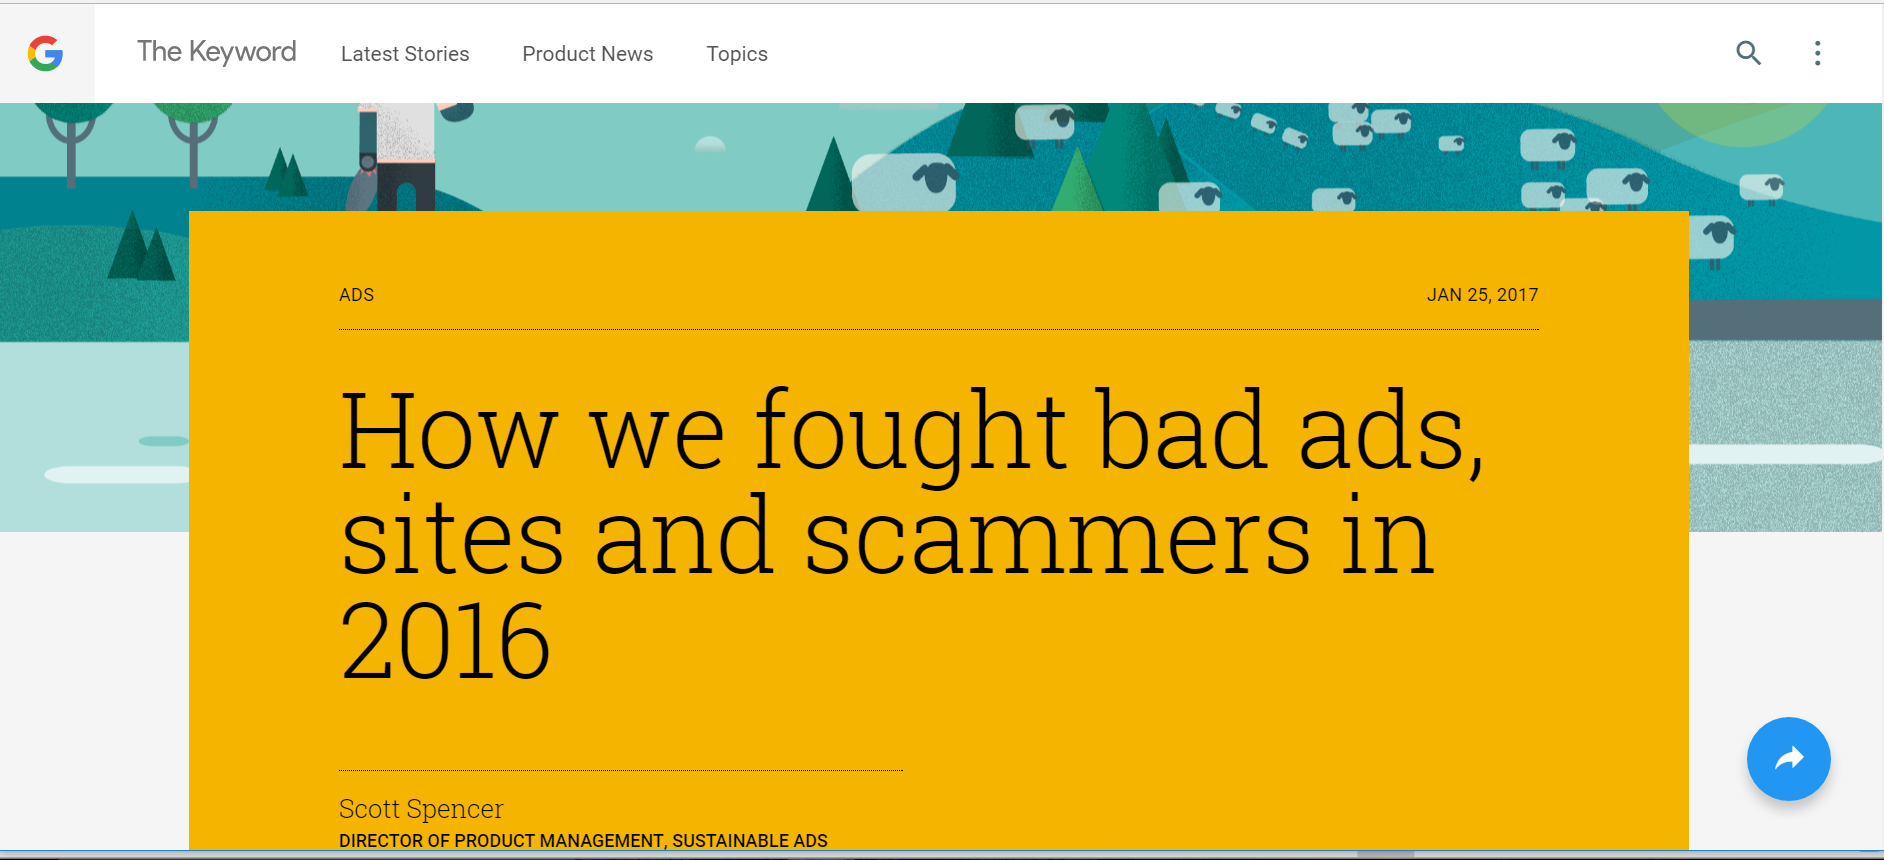 The Keyword Latest Stories Product News Topics
ADS JAN 25, 2017
How we fought bad ads,
sites and scammers in
2016
Scott Spencer
DIRECTOR OF PRODUCT MANAGEMENT, SUSTAINABLE ADS